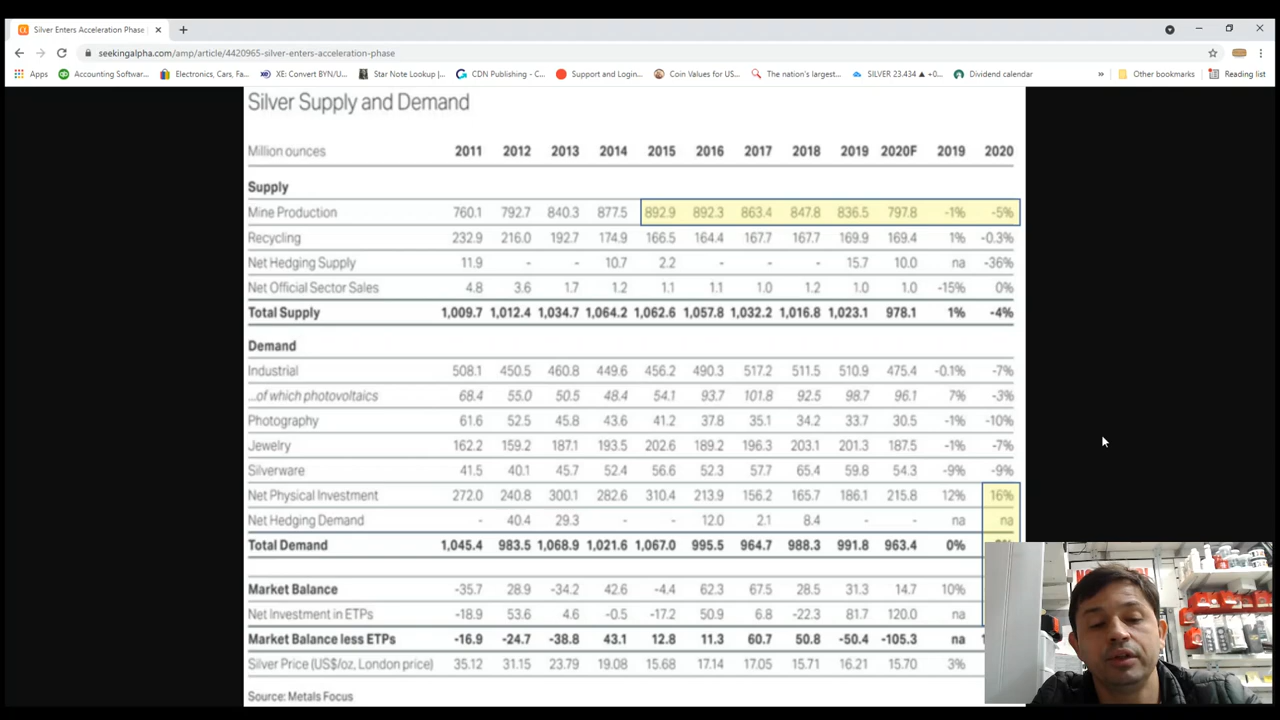 Silver Enters Acceleration Phase
seekingalpha.com/amp/article/4420965-silver-enters-acceleration-phase
Apps Accounting Softwar... Electronics, Cars, Fa... XE: Convert BYN/U... Star Note Lookup |... CDN Publishing - C... Support and Login... Coin Values for US... The nation's largest... SILVER 23.434 ▲ +0... Dividend calendar » Other bookmarks Reading list
Silver Supply and Demand
Million ounces 2011 2012 2013 2014 2015 2016 2017 2018 2019 2020F 2019 2020
Supply
Mine Production 760.1 792.7 840.3 877.5 892.9 892.3 863.4 847.8 836.5 797.8 -1% -5%
Recycling 232.9 216.0 192.7 174.9 166.5 164.4 167.7 167.7 169.9 169.4 1% -0.3%
Net Hedging Supply 11.9 - - 10.7 2.2 - - - 15.7 10.0 na -36%
Net Official Sector Sales 4.8 3.6 1.7 1.2 1.1 1.1 1.0 1.2 1.0 1.0 -15% 0%
Total Supply 1,009.7 1,012.4 1,034.7 1,064.2 1,062.6 1,057.8 1,032.2 1,016.8 1,023.1 978.1 1% -4%
Demand
Industrial 508.1 450.5 460.8 449.6 456.2 490.3 517.2 511.5 510.9 475.4 -0.1% -7%
...of which photovoltaics 68.4 55.0 50.5 48.4 54.1 93.7 101.8 92.5 98.7 96.1 7% -3%
Photography 61.6 52.5 45.8 43.6 41.2 37.8 35.1 34.2 33.7 30.5 -1% -10%
Jewelry 162.2 159.2 187.1 193.5 202.6 189.2 196.3 203.1 201.3 187.5 -1% -7%
Silverware 41.5 40.1 45.7 52.4 56.6 52.3 57.7 65.4 59.8 54.3 -9% -9%
Net Physical Investment 272.0 240.8 300.1 282.6 310.4 213.9 156.2 165.7 186.1 215.8 12% 16%
Net Hedging Demand - 40.4 29.3 - - 12.0 2.1 8.4 - - na na
Total Demand 1,045.4 983.5 1,068.9 1,021.6 1,067.0 995.5 964.7 988.3 991.8 963.4 0%
Market Balance -35.7 28.9 -34.2 42.6 -4.4 62.3 67.5 28.5 31.3 14.7 10%
Net Investment in ETPs -18.9 53.6 4.6 -0.5 -17.2 50.9 6.8 -22.3 81.7 120.0 na
Market Balance less ETPs -16.9 -24.7 -38.8 43.1 12.8 11.3 60.7 50.8 -50.4 -105.3 na
Silver Price (US$/oz, London price) 35.12 31.15 23.79 19.08 15.68 17.14 17.05 15.71 16.21 15.70 3%
Source: Metals Focus